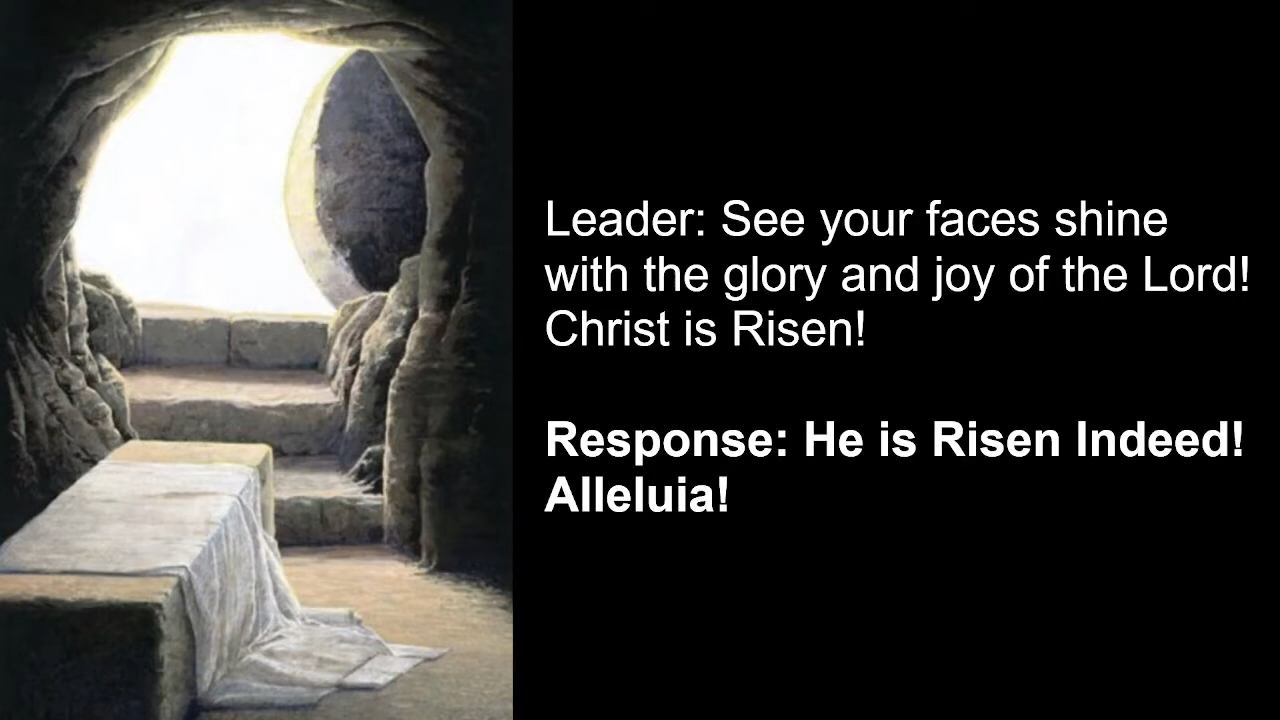 Leader: See your faces shine
with the glory and joy of the Lord!
Christ is Risen!
Response: He is Risen Indeed!
Alleluia!